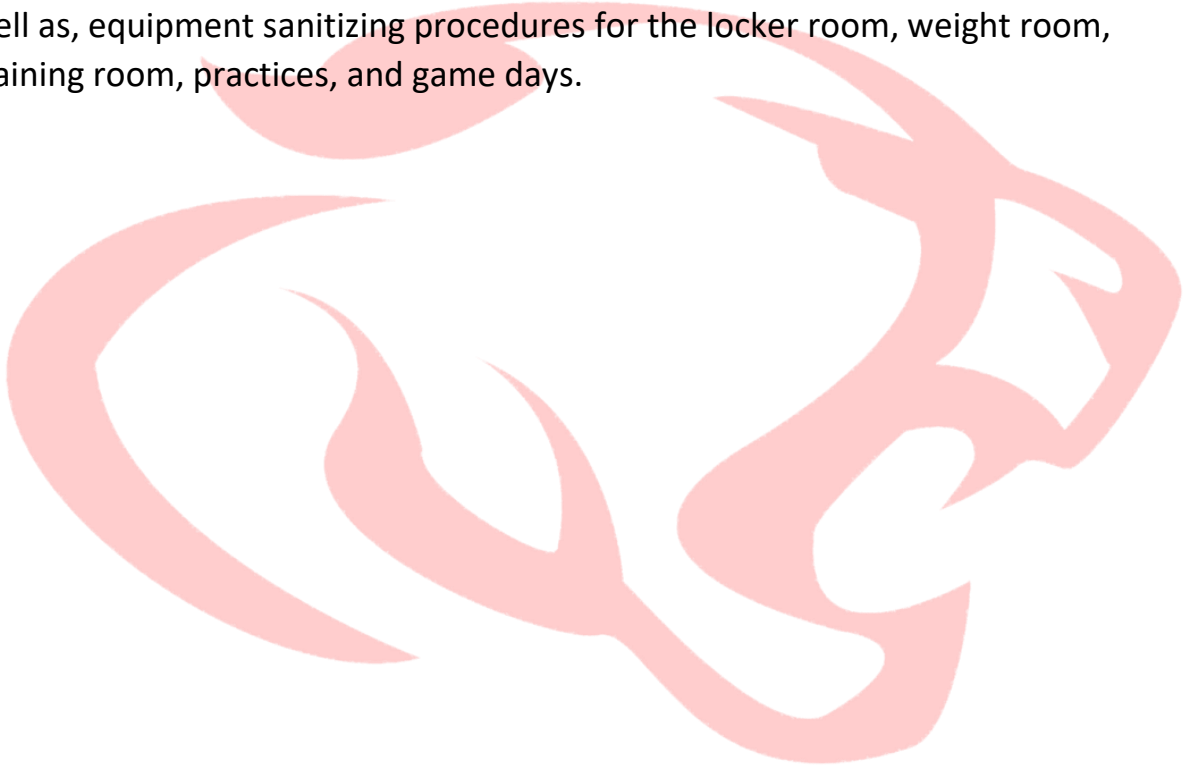 ell as, equipment sanitizing procedures for the locker room, weight room,
aining room, practices, and game days.